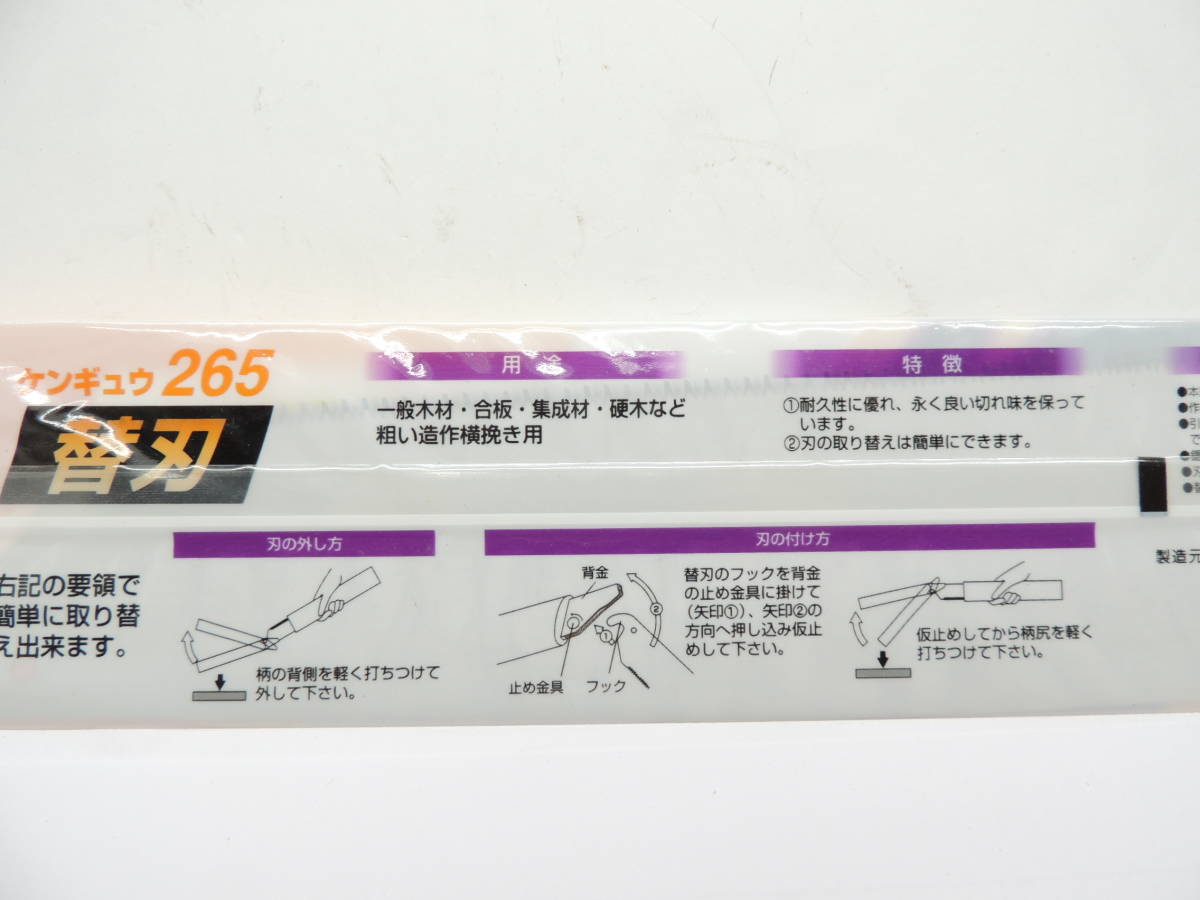 ケンギュウ 265
替刃
用途
一般木材・合板・集成材・硬木など
粗い造作横挽き用
特徴
①耐久性に優れ、永く良い切れ味を保って
います。
②刃の取り替えは簡単にできます。
●本
●作
●引
で
●刃
●替
製造元
右記の要領で
簡単に取り替
え出来ます。
刃の外し方
柄の背側を軽く打ちつけて
外して下さい。
刃の付け方
背金
②
①
止め金具
フック
替刃のフックを背金
の止め金具に掛けて
(矢印①)、矢印②の
方向へ押し込み仮止
めして下さい。
仮止めしてから柄尻を軽く
打ちつけて下さい。